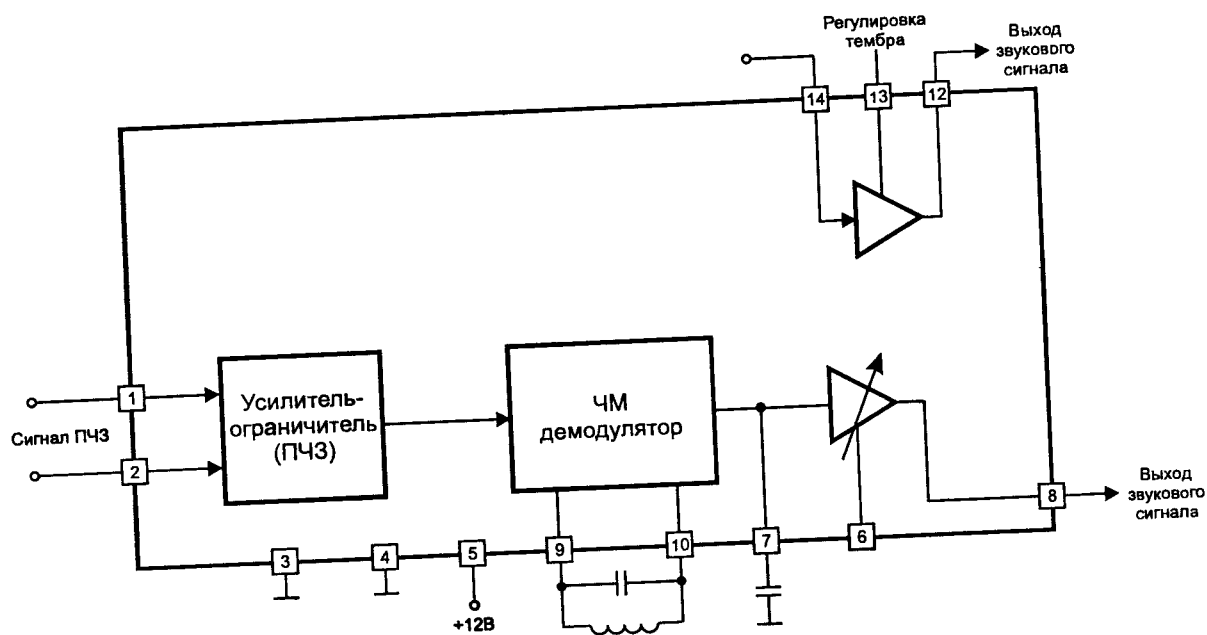 Регулировка
тембра
Выход
звукового
сигнала
14
13
12
1
Сигнал ПЧЗ
2
Усилитель-
ограничитель
(ПЧЗ)
ЧМ
демодулятор
8
Выход
звукового
сигнала
3
4
5
9
10
7
6
+12В